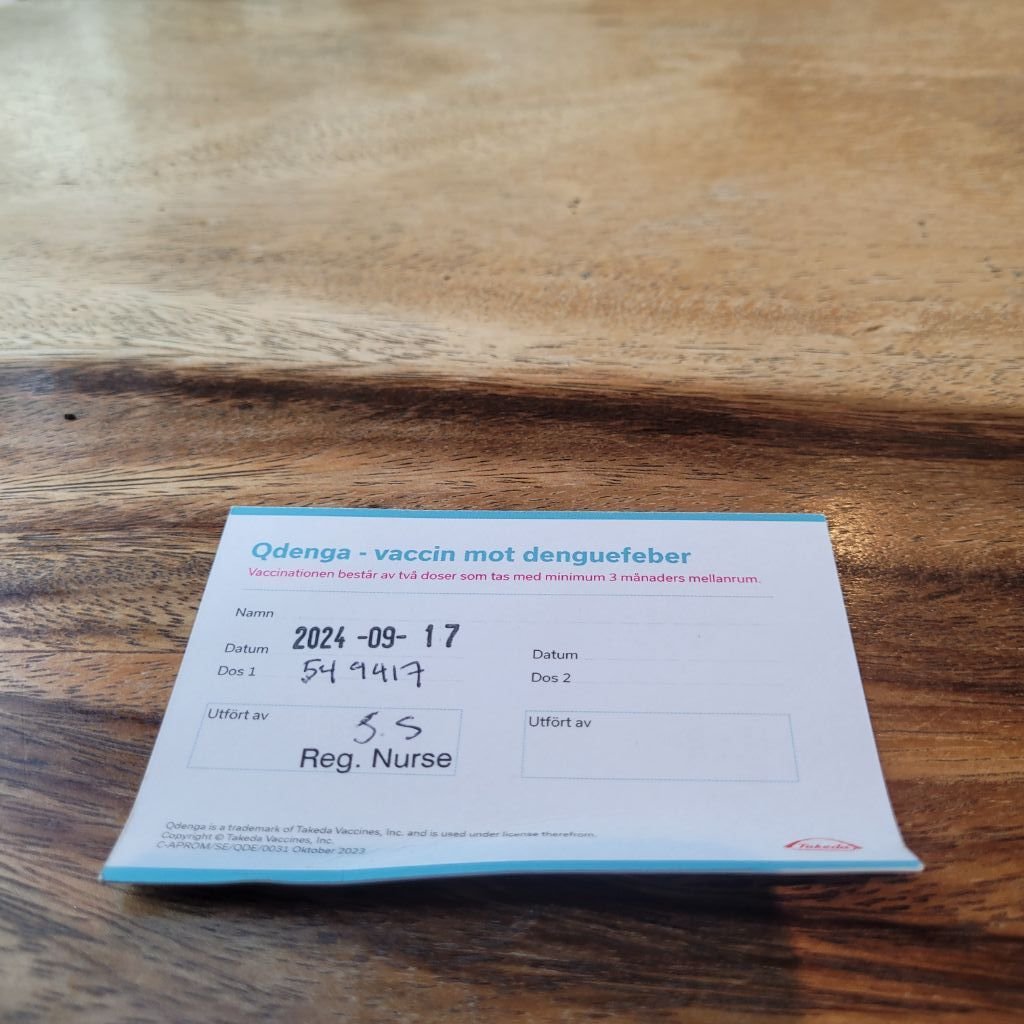 Qdenga - vaccin mot denguefeber
Vaccinationen består av två doser som tas med minimum 3 månaders mellanrum.
Namn
Datum 2024 -09- 17
Dos 1 549417
Datum
Dos 2
Utfört av S.S
Reg. Nurse
Utfört av
Qdenga is a trademark of Takeda Vaccines, Inc. and is used under license therefrom.
Copyright © Takeda Vaccines, Inc.
C-APROM/SE/QDE/0031 Oktober 2023
Takeda